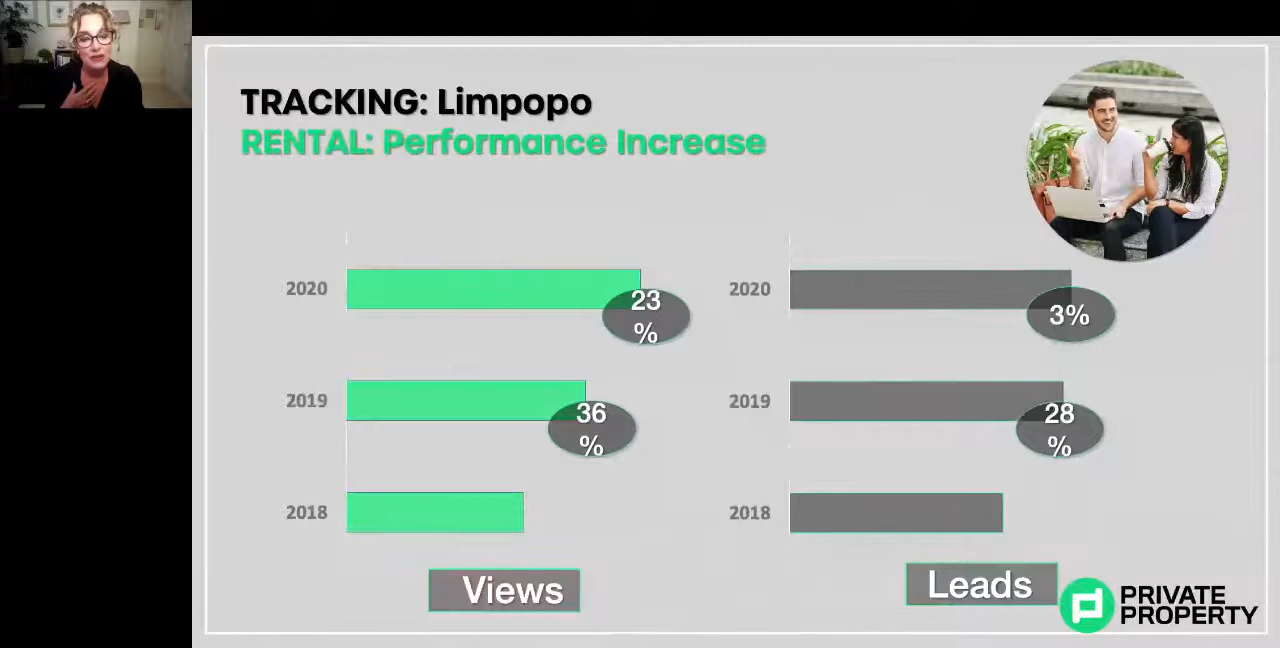 TRACKING: Limpopo
RENTAL: Performance Increase
2020
23
%
2019
36
%
2018
Views
2020
3%
2019
28
%
2018
Leads
PRIVATE
PROPERTY